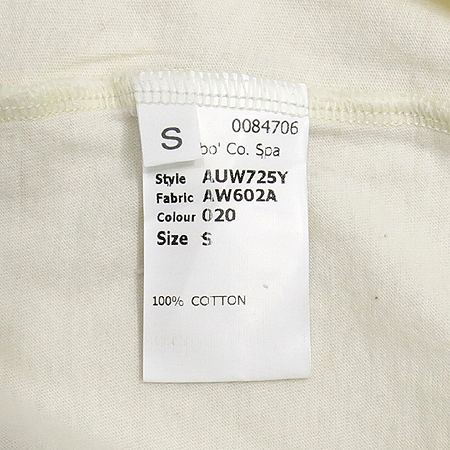 S
0084706
bo' Co. Spa
Style AUW725Y
Fabric AW602A
Colour 020
Size S
100% COTTON